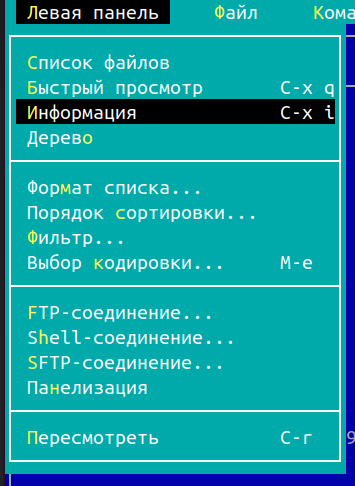 Левая панель Файл Кома
Список файлов
Быстрый просмотр C-x q
Информация C-x i
Дерево
Формат списка...
Порядок сортировки...
Фильтр...
Выбор кодировки... M-e
FTP-соединение...
Shell-соединение...
SFTP-соединение...
Панелизация
Пересмотреть C-r 9